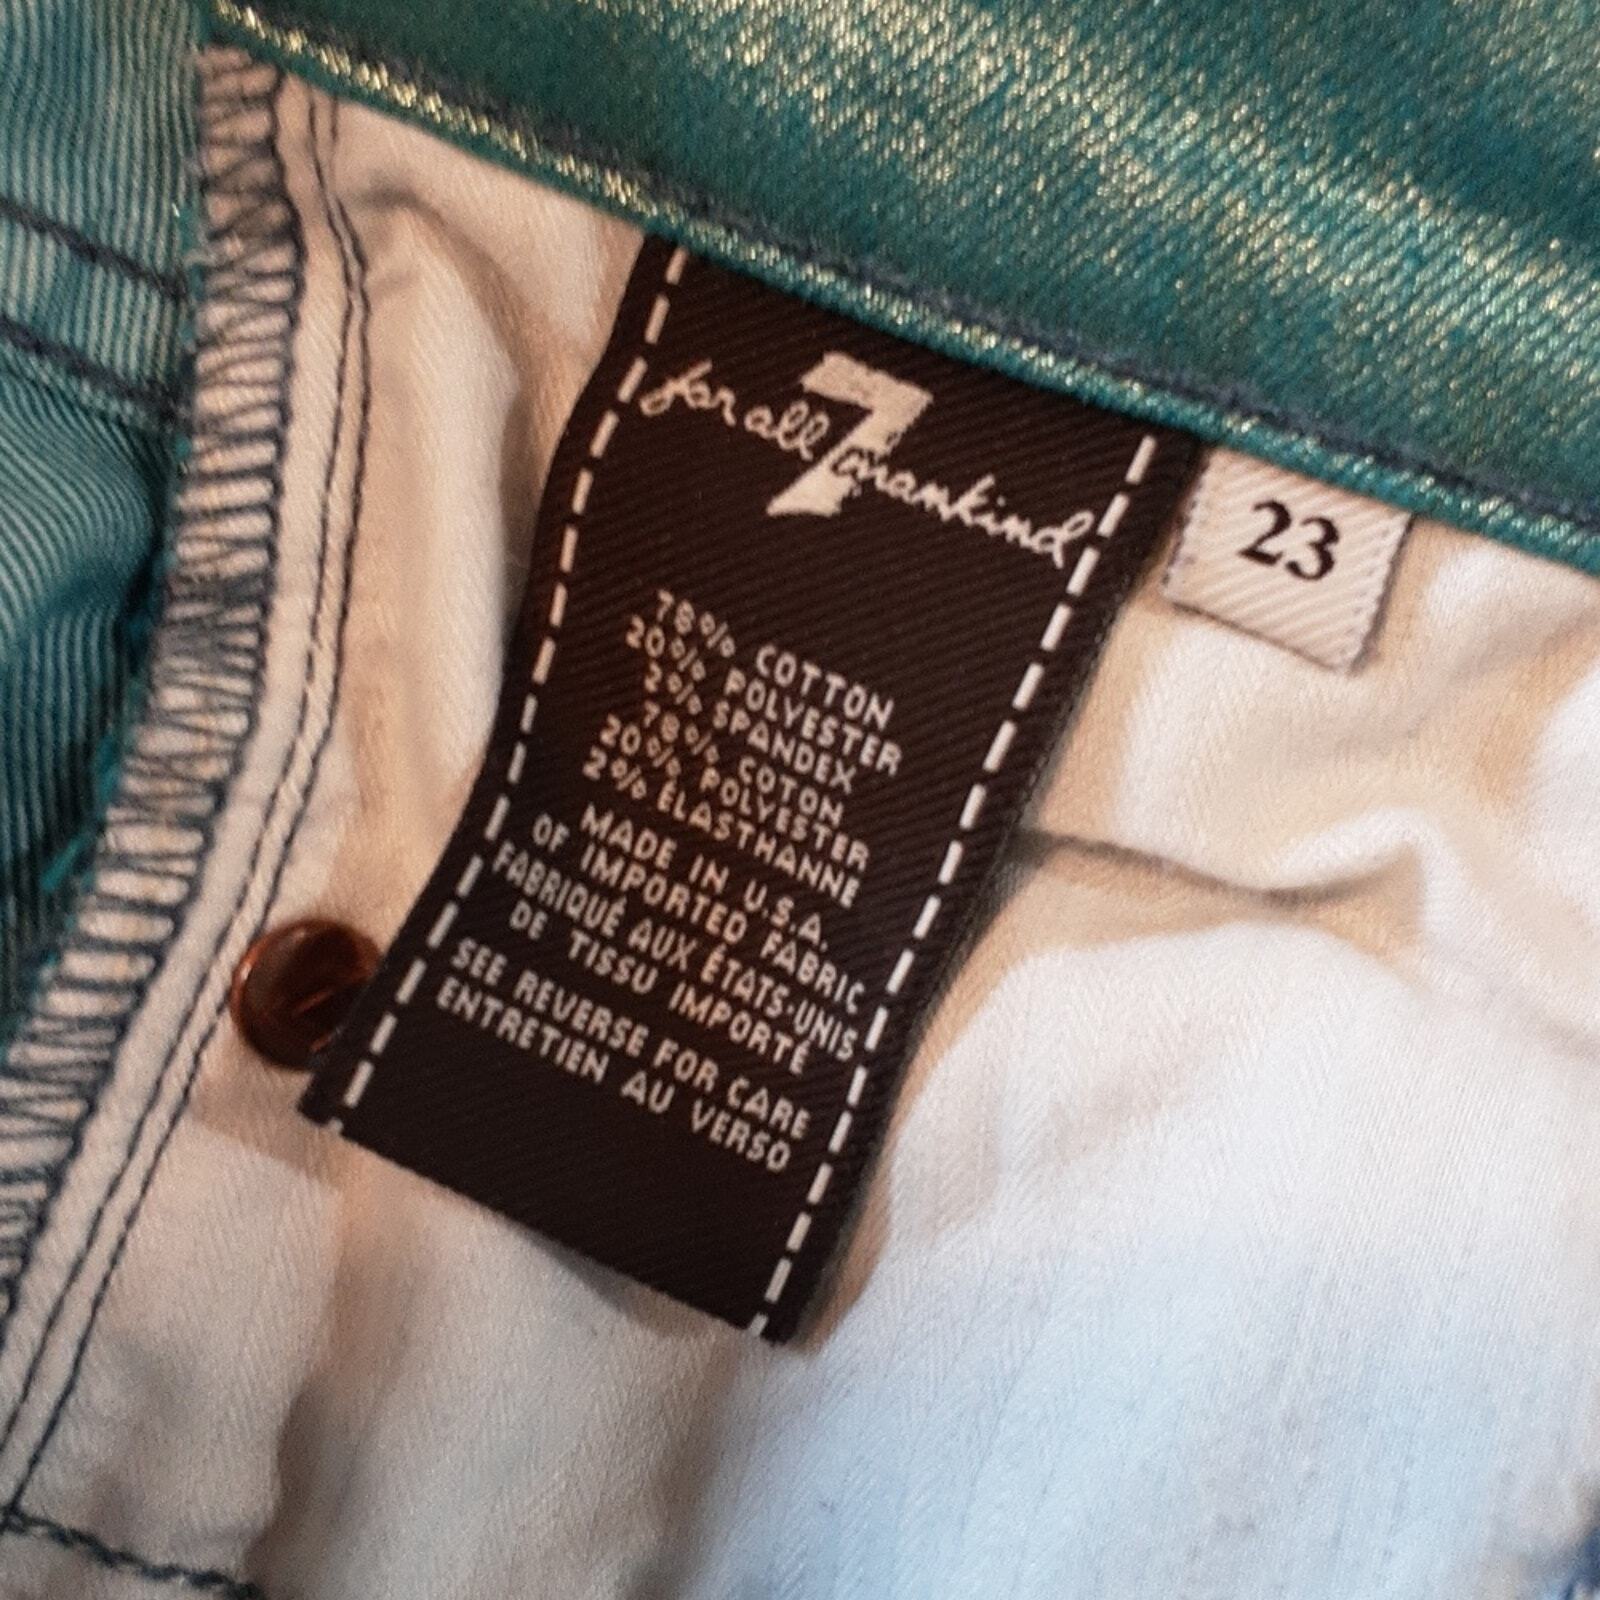 for all 7 mankind
23
78% COTTON
20% POLYESTER
2% SPANDEX
78% COTON
20% POLYESTER
2% ÉLASTHANNE
MADE IN U.S.A.
OF IMPORTED FABRIC
FABRIQUÉ AUX ÉTATS-UNIS
DE TISSU IMPORTÉ
SEE REVERSE FOR CARE
ENTRETIEN AU VERSO